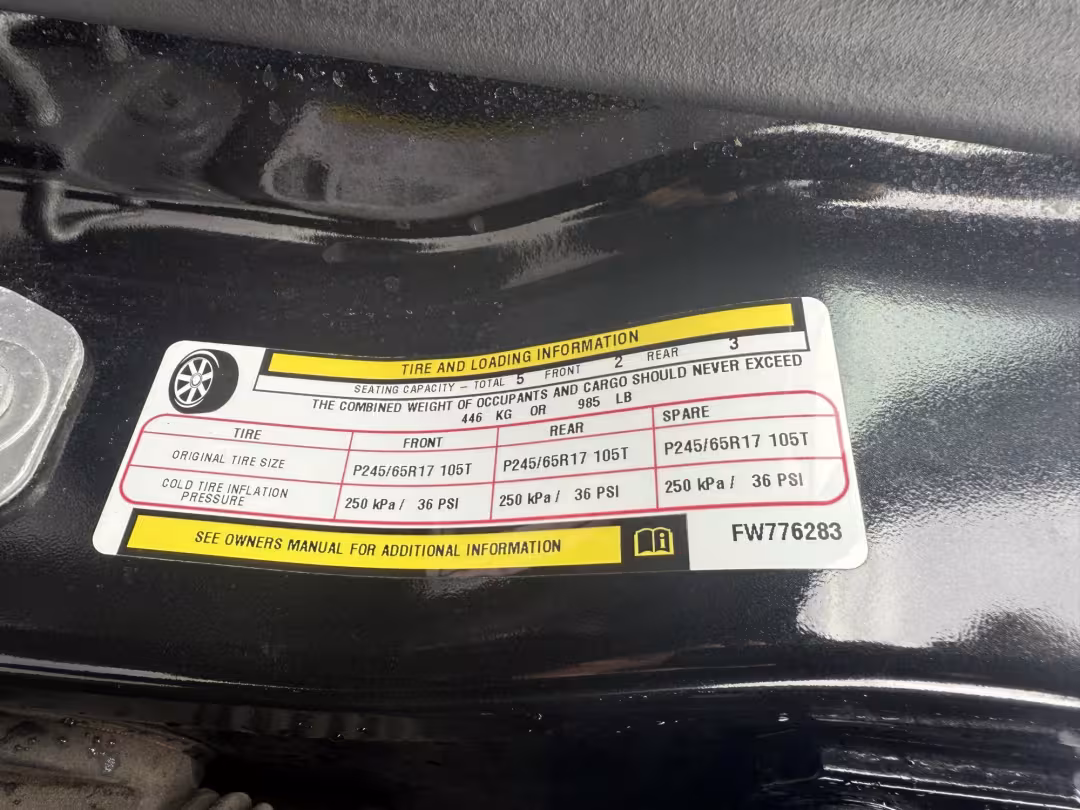 TIRE AND LOADING INFORMATION
SEATING CAPACITY – TOTAL 5 FRONT 2 REAR 3
THE COMBINED WEIGHT OF OCCUPANTS AND CARGO SHOULD NEVER EXCEED
446 KG OR 985 LB
TIRE FRONT REAR SPARE
ORIGINAL TIRE SIZE P245/65R17 105T P245/65R17 105T P245/65R17 105T
COLD TIRE INFLATION
PRESSURE 250 kPa / 36 PSI 250 kPa / 36 PSI 250 kPa / 36 PSI
SEE OWNERS MANUAL FOR ADDITIONAL INFORMATION
FW776283